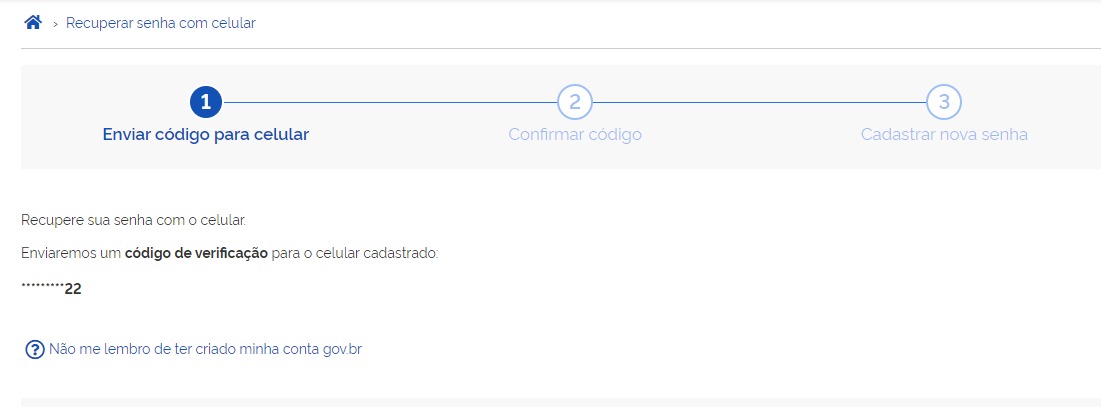 › Recuperar senha com celular
1 2 3
Enviar código para celular Confirmar código Cadastrar nova senha
Recupere sua senha com o celular.
Enviaremos um código de verificação para o celular cadastrado:
*********22
? Não me lembro de ter criado minha conta gov.br